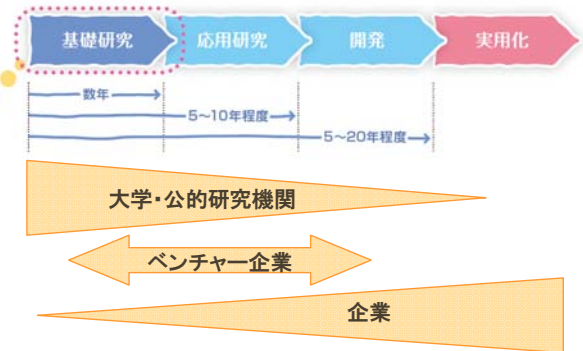 基礎研究 応用研究 開発 実用化
数年
5〜10年程度
5〜20年程度
大学・公的研究機関
ベンチャー企業
企業